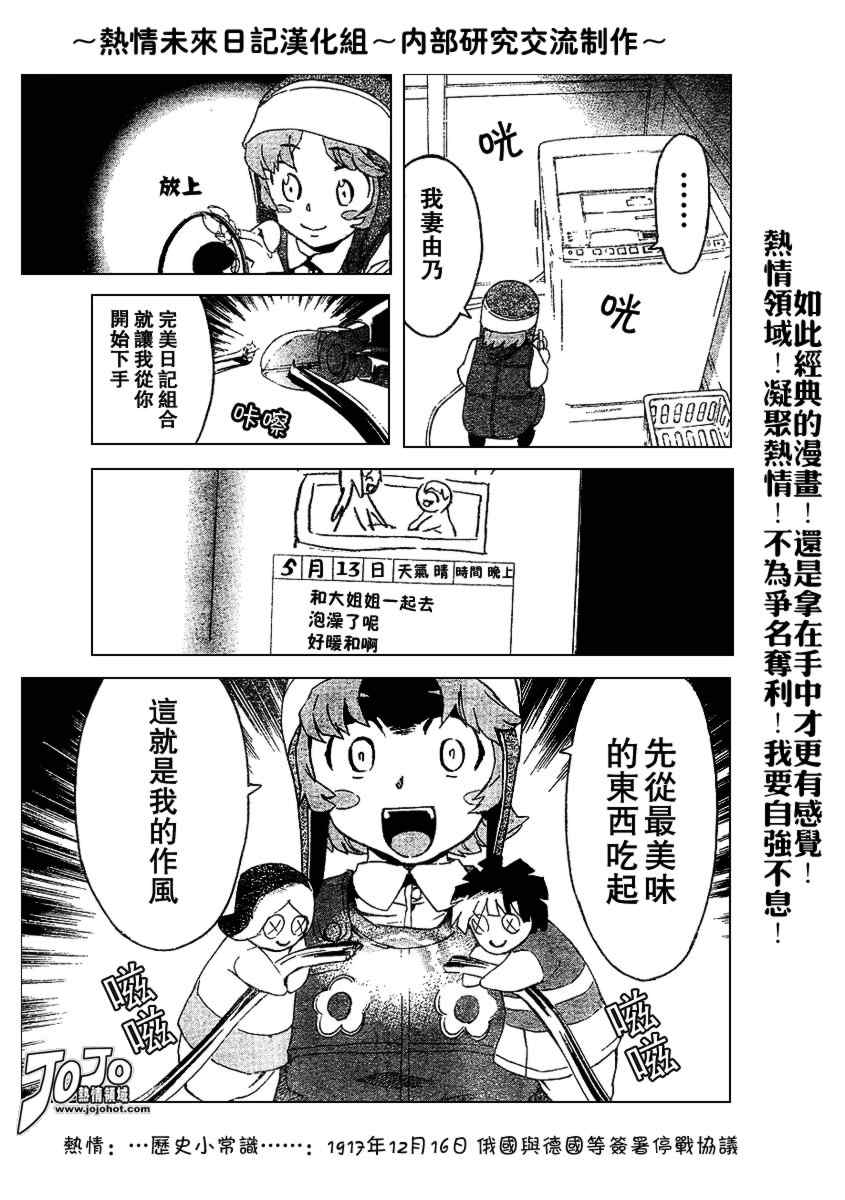 ～熱情未來日記漢化組～内部研究交流制作～
咣
……
我妻由乃
咣
放上
完美日記組合
就讓我從你
開始下手
咔嚓
5月13日 天氣 晴 時間 晚上
和大姐姐一起去
泡澡了呢
好暖和啊
先從最美味
的東西吃起
這就是我的作風
嗞
嗞
嗞
嗞
如此經典的漫畫！還是拿在手中才更有感覺！
熱情領域！凝聚熱情！不為爭名奪利！我要自強不息！
JOJO
熱情領域
www.jojohot.com
熱情：…歷史小常識……：1917年12月16日 俄國與德國等簽署停戰協議